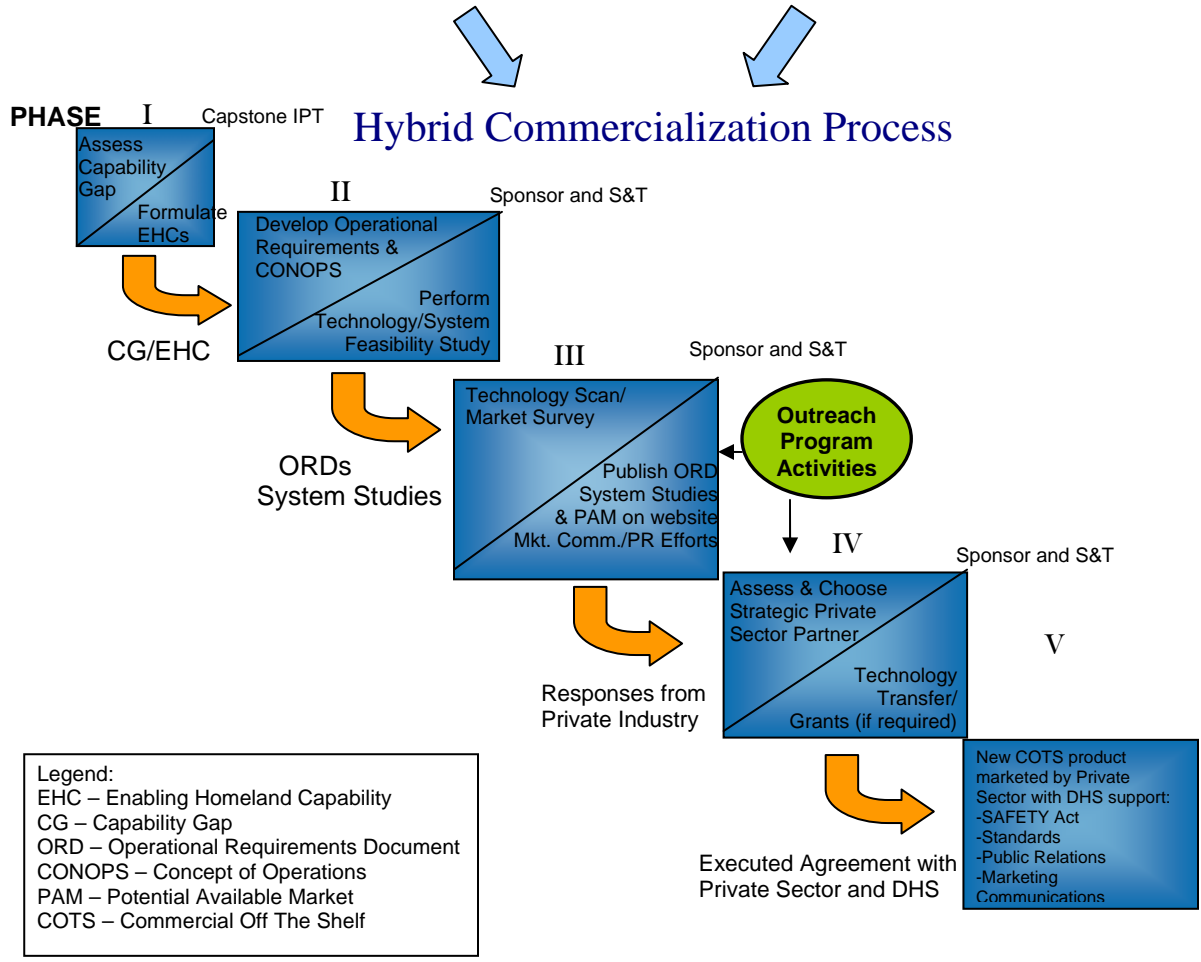 Hybrid Commercialization Process
PHASE I Capstone IPT
Assess
Capability
Gap
Formulate
EHCs
CG/EHC
II
Sponsor and S&T
Develop Operational
Requirements &
CONOPS
Perform
Technology/System
Feasibility Study
ORDs
System Studies
III
Sponsor and S&T
Technology Scan/
Market Survey
Publish ORD
System Studies
& PAM on website
Mkt. Comm./PR Efforts
Outreach
Program
Activities
Responses from
Private Industry
IV
Sponsor and S&T
Assess & Choose
Strategic Private
Sector Partner
Technology
Transfer/
Grants (if required)
Executed Agreement with
Private Sector and DHS
V
New COTS product
marketed by Private
Sector with DHS support:
-SAFETY Act
-Standards
-Public Relations
-Marketing
Communications
Legend:
EHC – Enabling Homeland Capability
CG – Capability Gap
ORD – Operational Requirements Document
CONOPS – Concept of Operations
PAM – Potential Available Market
COTS – Commercial Off The Shelf